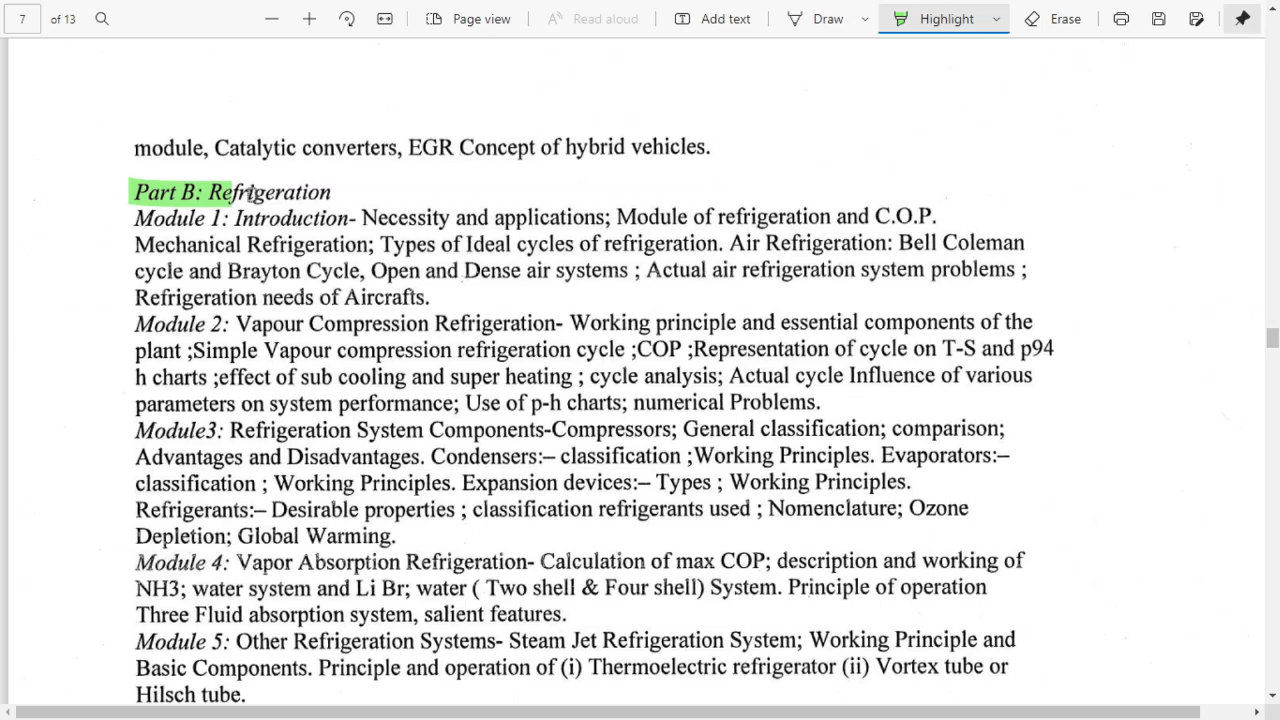 7 of 13 Page view Read aloud Add text Draw Highlight Erase
module, Catalytic converters, EGR Concept of hybrid vehicles.
Part B: Refrigeration
Module 1: Introduction- Necessity and applications; Module of refrigeration and C.O.P.
Mechanical Refrigeration; Types of Ideal cycles of refrigeration. Air Refrigeration: Bell Coleman
cycle and Brayton Cycle, Open and Dense air systems ; Actual air refrigeration system problems ;
Refrigeration needs of Aircrafts.
Module 2: Vapour Compression Refrigeration- Working principle and essential components of the
plant ;Simple Vapour compression refrigeration cycle ;COP ;Representation of cycle on T-S and p94
h charts ;effect of sub cooling and super heating ; cycle analysis; Actual cycle Influence of various
parameters on system performance; Use of p-h charts; numerical Problems.
Module3: Refrigeration System Components-Compressors; General classification; comparison;
Advantages and Disadvantages. Condensers:– classification ;Working Principles. Evaporators:–
classification ; Working Principles. Expansion devices:– Types ; Working Principles.
Refrigerants:– Desirable properties ; classification refrigerants used ; Nomenclature; Ozone
Depletion; Global Warming.
Module 4: Vapor Absorption Refrigeration- Calculation of max COP; description and working of
NH3; water system and Li Br; water ( Two shell & Four shell) System. Principle of operation
Three Fluid absorption system, salient features.
Module 5: Other Refrigeration Systems- Steam Jet Refrigeration System; Working Principle and
Basic Components. Principle and operation of (i) Thermoelectric refrigerator (ii) Vortex tube or
Hilsch tube.